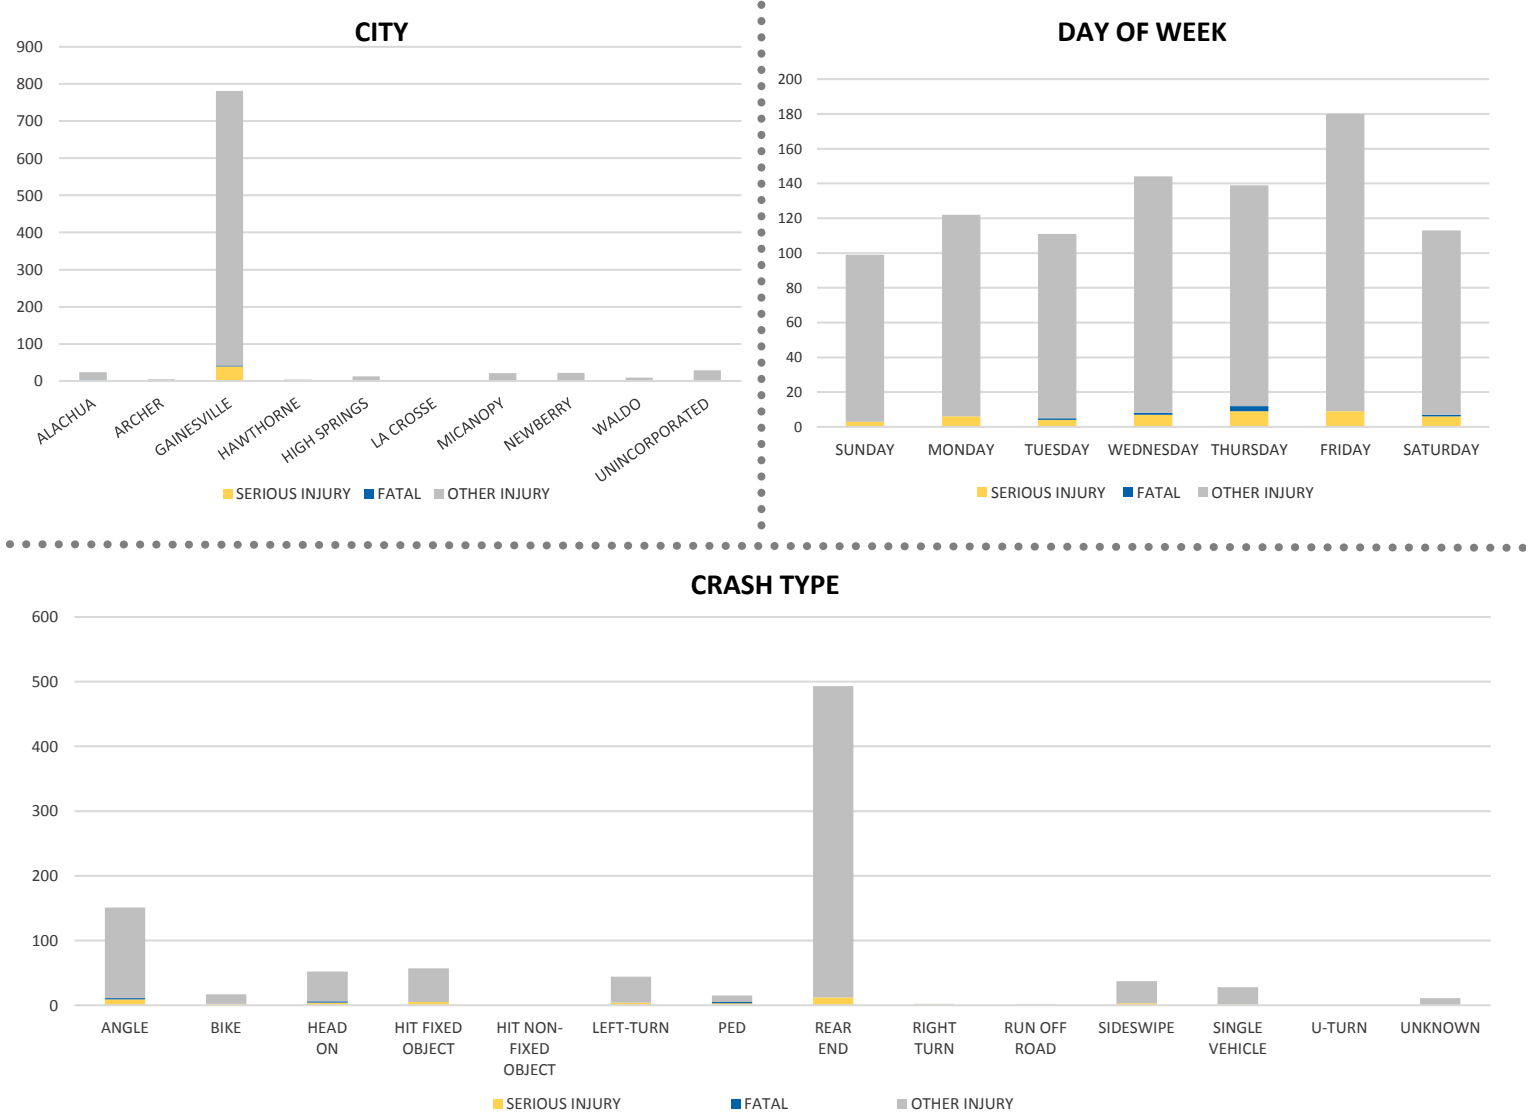 CITY
900
800
700
600
500
400
300
200
100
0
ALACHUA
ARCHER
GAINESVILLE
HAWTHORNE
HIGH SPRINGS
LA CROSSE
MICANOPY
NEWBERRY
WALDO
UNINCORPORATED
SERIOUS INJURY FATAL OTHER INJURY
DAY OF WEEK
200
180
160
140
120
100
80
60
40
20
0
SUNDAY MONDAY TUESDAY WEDNESDAY THURSDAY FRIDAY SATURDAY
SERIOUS INJURY FATAL OTHER INJURY
CRASH TYPE
600
500
400
300
200
100
0
ANGLE
BIKE
HEAD
ON
HIT FIXED
OBJECT
HIT NON-
FIXED
OBJECT
LEFT-TURN
PED
REAR
END
RIGHT
TURN
RUN OFF
ROAD
SIDESWIPE
SINGLE
VEHICLE
U-TURN
UNKNOWN
SERIOUS INJURY FATAL OTHER INJURY